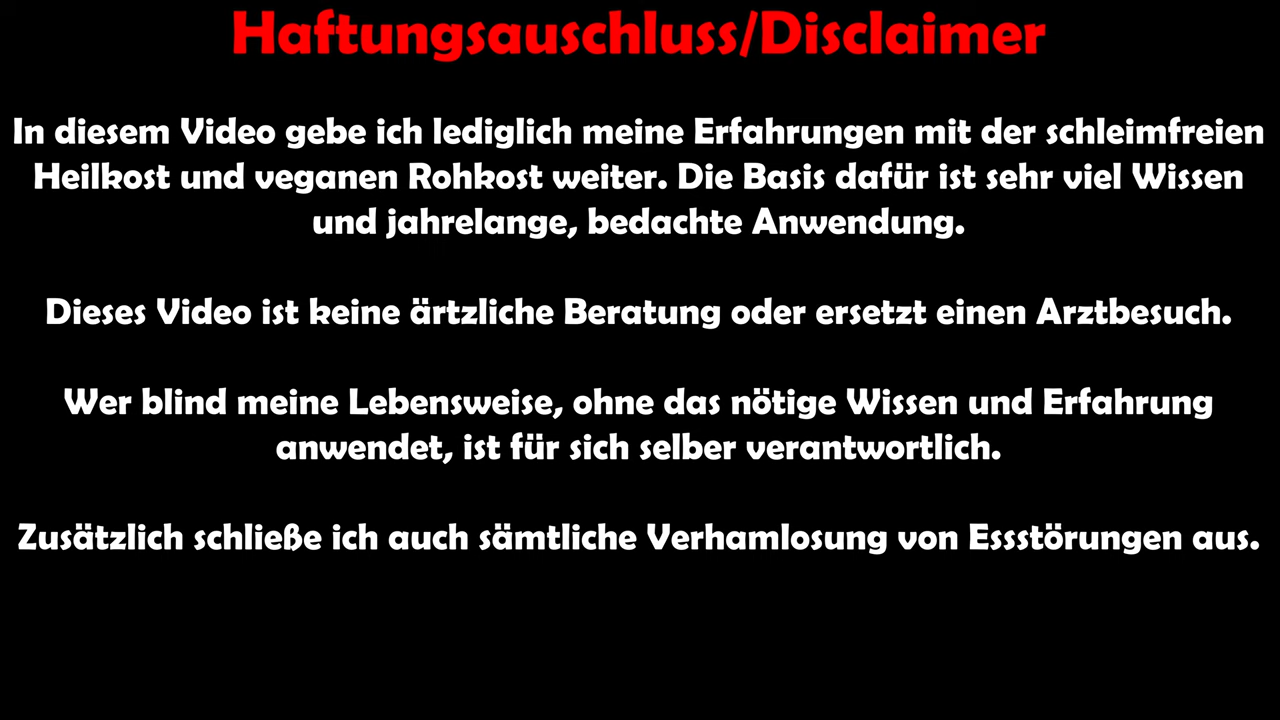 Haftungsauschluss/Disclaimer
In diesem Video gebe ich lediglich meine Erfahrungen mit der schleimfreien
Heilkost und veganen Rohkost weiter. Die Basis dafür ist sehr viel Wissen
und jahrelange, bedachte Anwendung.
Dieses Video ist keine ärtzliche Beratung oder ersetzt einen Arztbesuch.
Wer blind meine Lebensweise, ohne das nötige Wissen und Erfahrung
anwendet, ist für sich selber verantwortlich.
Zusätzlich schließe ich auch sämtliche Verhamlosung von Essstörungen aus.